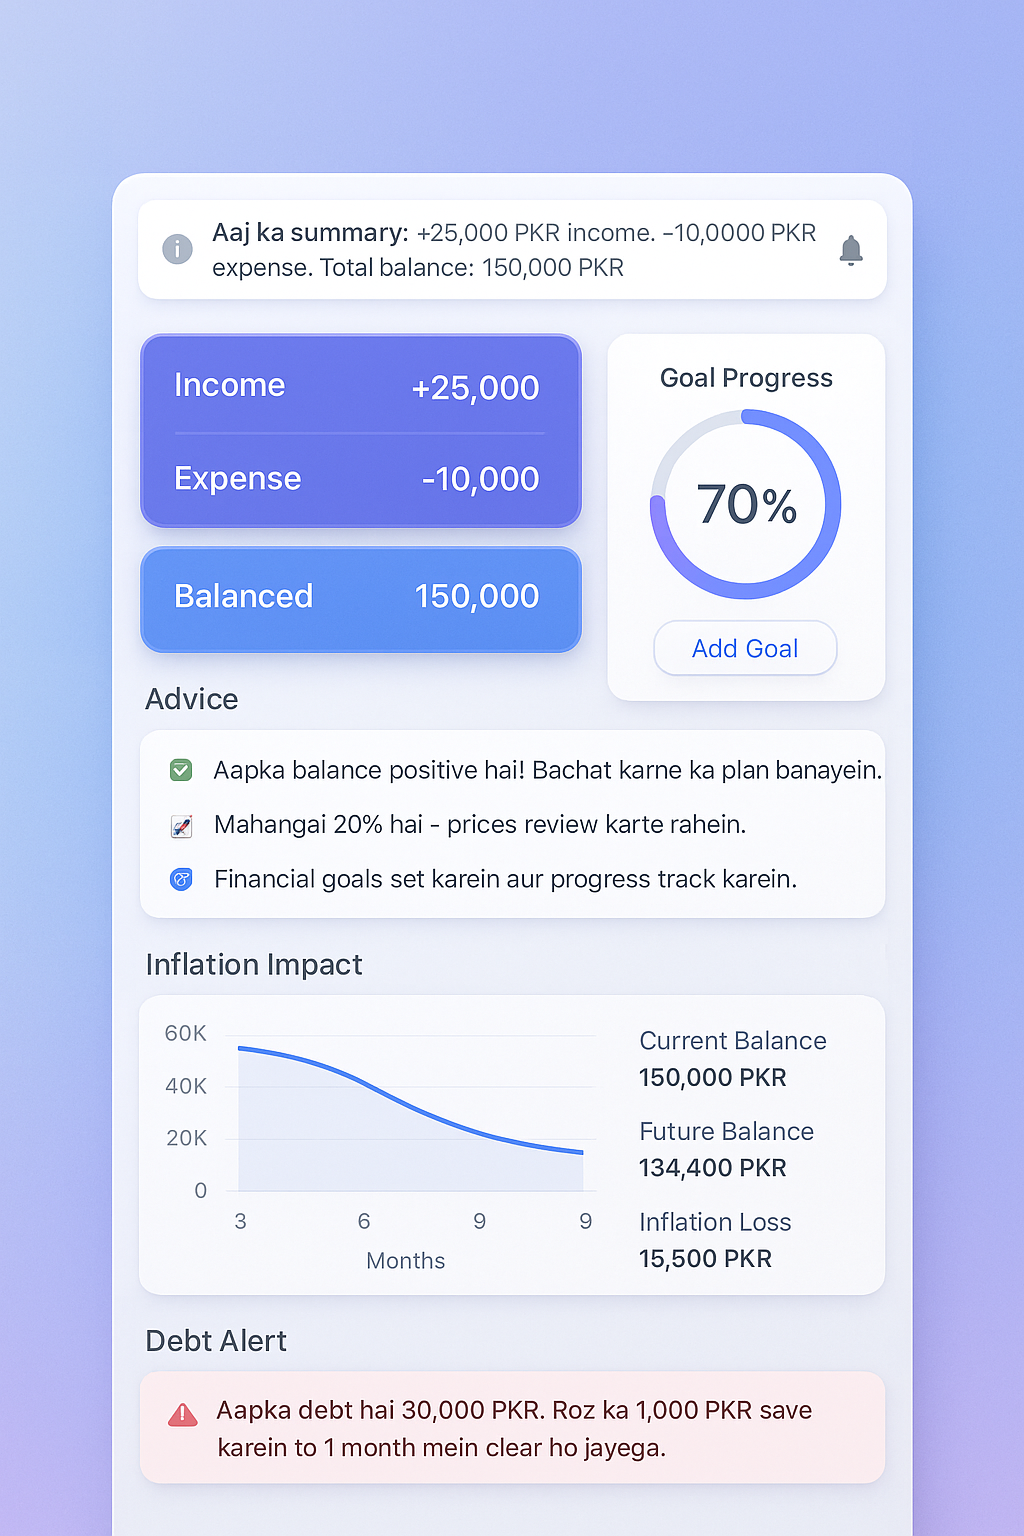 Aaj ka summary: +25,000 PKR income. -10,0000 PKR
expense. Total balance: 150,000 PKR
Income +25,000
Expense -10,000
Balanced 150,000
Goal Progress
70%
Add Goal
Advice
Aapka balance positive hai! Bachat karne ka plan banayein.
Mahangai 20% hai - prices review karte rahein.
Financial goals set karein aur progress track karein.
Inflation Impact
60K
40K
20K
0
3 6 9 9
Months
Current Balance
150,000 PKR
Future Balance
134,400 PKR
Inflation Loss
15,500 PKR
Debt Alert
Aapka debt hai 30,000 PKR. Roz ka 1,000 PKR save
karein to 1 month mein clear ho jayega.